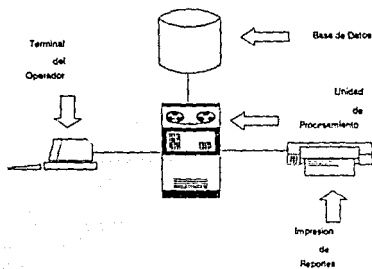 Terminal
del
Operador
Base de Datos
Unidad
de
Procesamiento
Impresion
de
Reportes